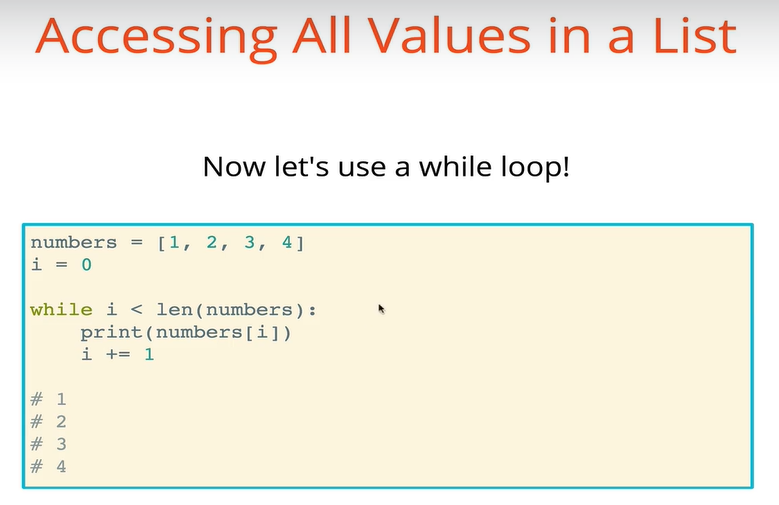 Accessing All Values in a List
Now let's use a while loop!
numbers = [1, 2, 3, 4]
i = 0
while i < len(numbers):
    print(numbers[i])
    i += 1
# 1
# 2
# 3
# 4